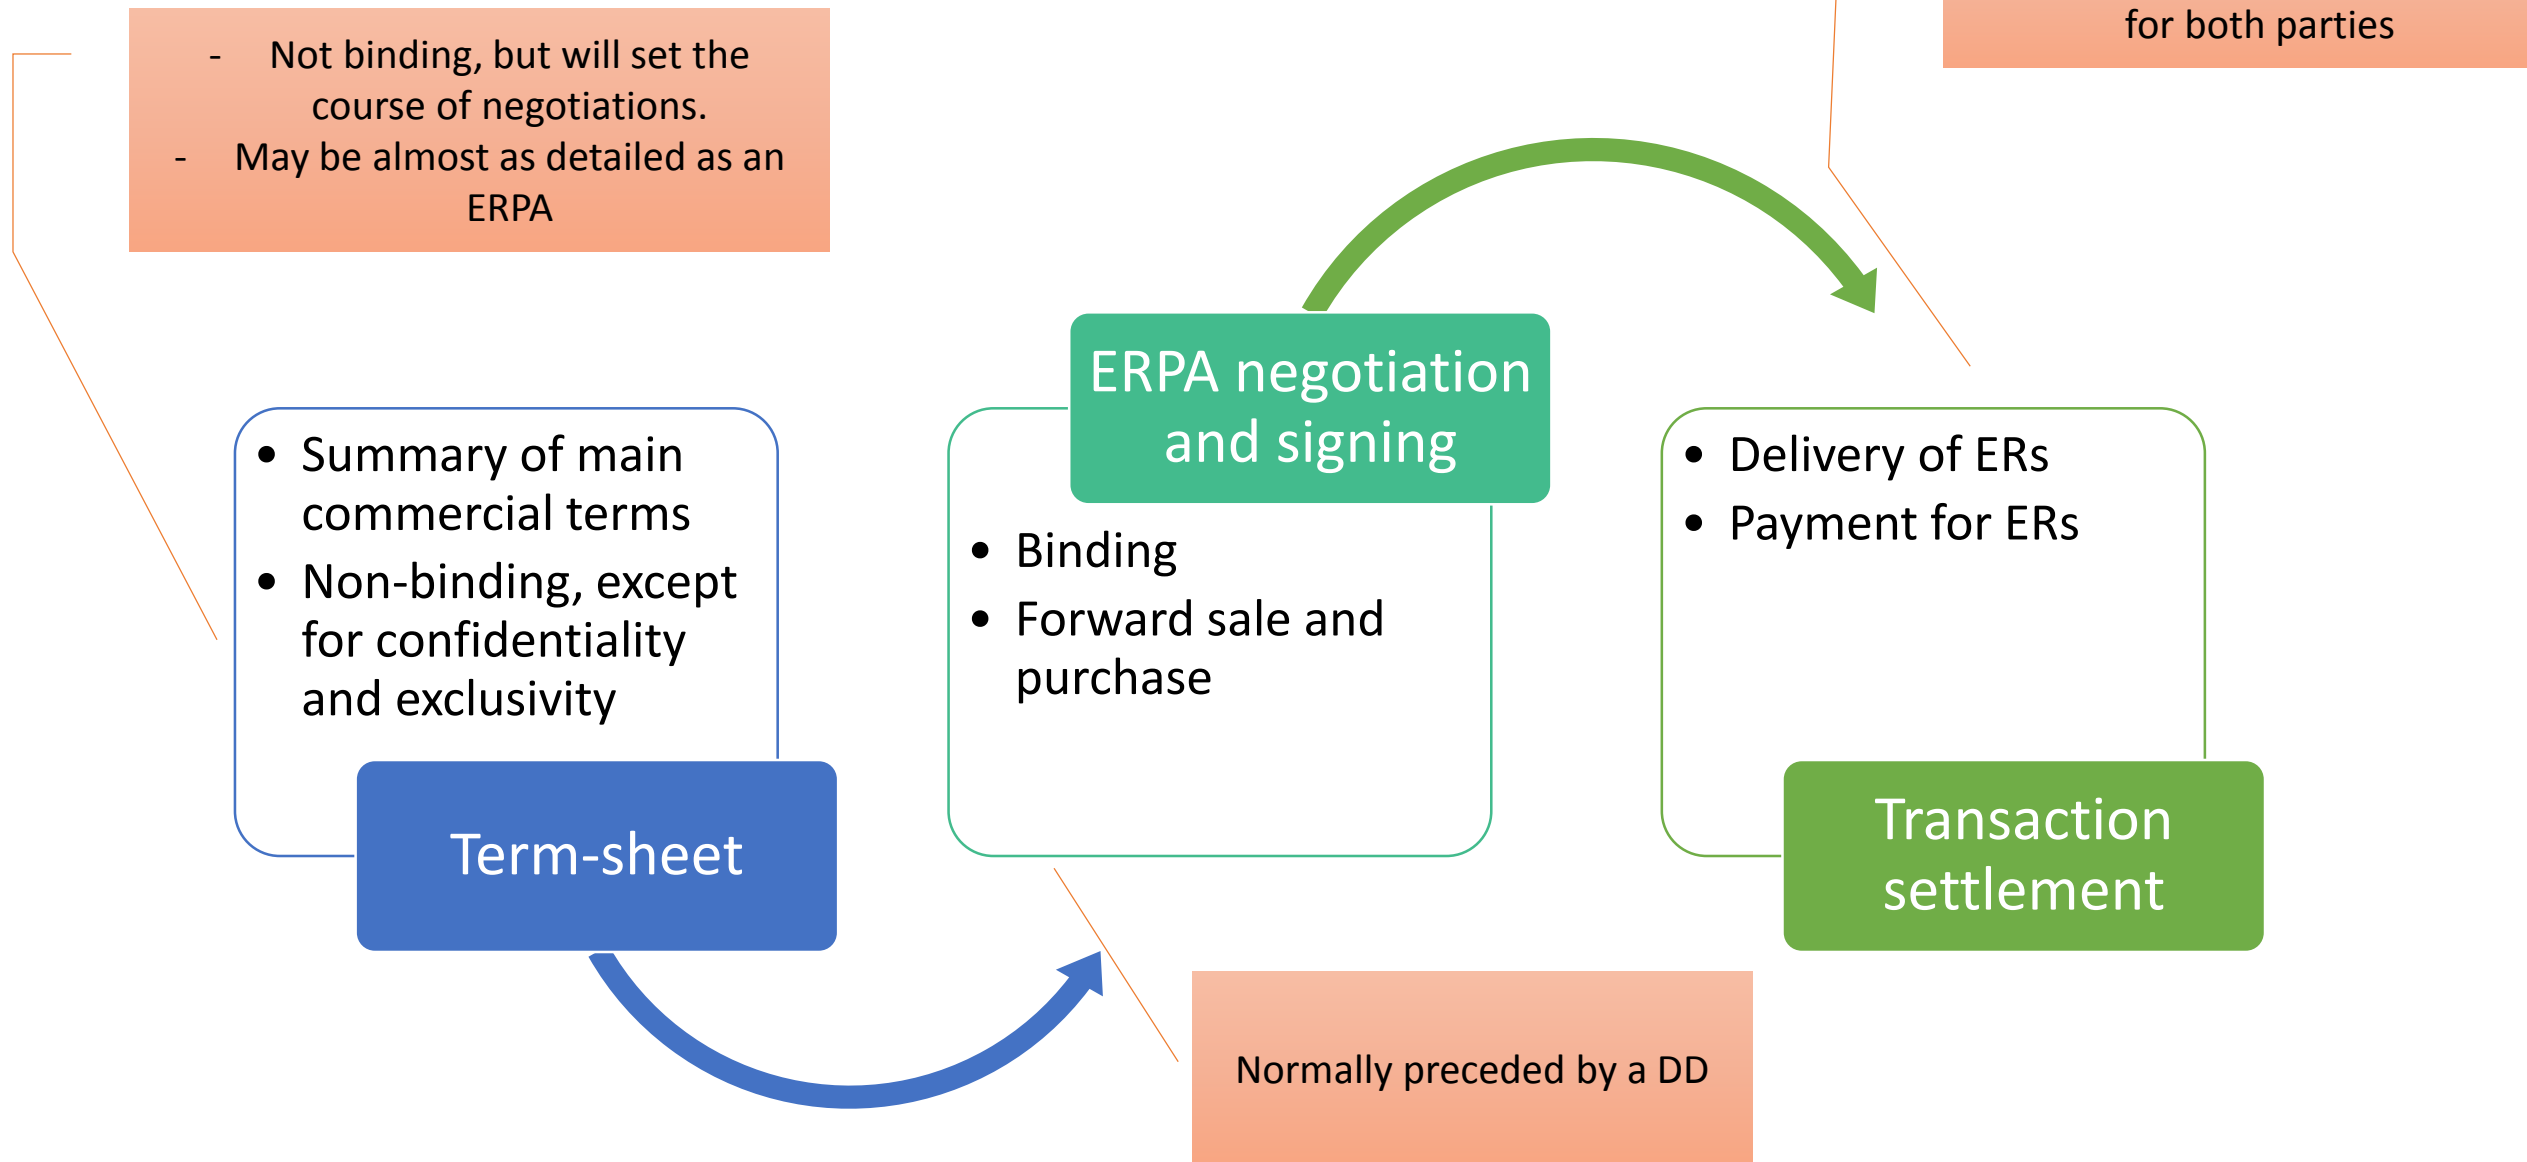 - Not binding, but will set the
course of negotiations.
- May be almost as detailed as an
ERPA
for both parties
• Summary of main
commercial terms
• Non-binding, except
for confidentiality
and exclusivity
Term-sheet
ERPA negotiation
and signing
• Binding
• Forward sale and
purchase
Normally preceded by a DD
• Delivery of ERs
• Payment for ERs
Transaction
settlement